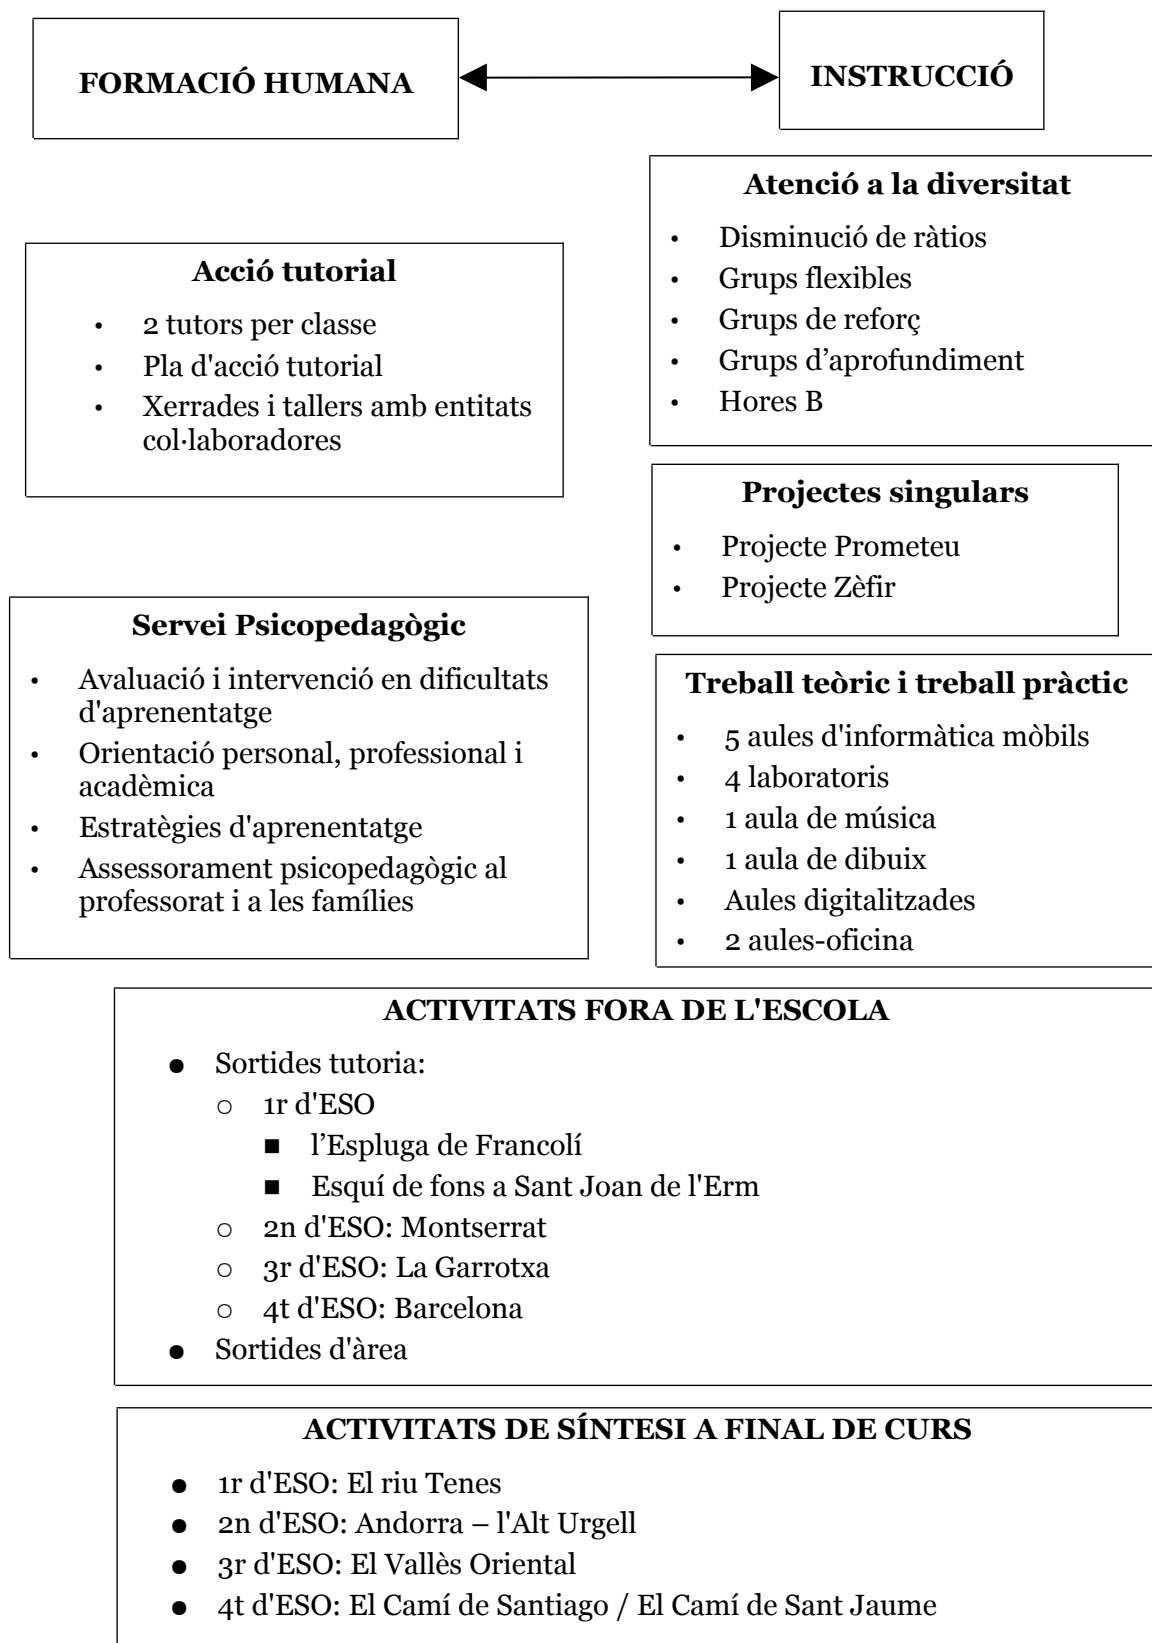 FORMACIÓ HUMANA
INSTRUCCIÓ
Acció tutorial
• 2 tutors per classe
• Pla d'acció tutorial
• Xerrades i tallers amb entitats
col·laboradores
Servei Psicopedagògic
• Avaluació i intervenció en dificultats
d'aprenentatge
• Orientació personal, professional i
acadèmica
• Estratègies d'aprenentatge
• Assessorament psicopedagògic al
professorat i a les famílies
Atenció a la diversitat
• Disminució de ràtios
• Grups flexibles
• Grups de reforç
• Grups d’aprofundiment
• Hores B
Projectes singulars
• Projecte Prometeu
• Projecte Zèfir
Treball teòric i treball pràctic
• 5 aules d'informàtica mòbils
• 4 laboratoris
• 1 aula de música
• 1 aula de dibuix
• Aules digitalitzades
• 2 aules-oficina
ACTIVITATS FORA DE L'ESCOLA
● Sortides tutoria:
○ 1r d'ESO
■ l’Espluga de Francolí
■ Esquí de fons a Sant Joan de l'Erm
○ 2n d'ESO: Montserrat
○ 3r d'ESO: La Garrotxa
○ 4t d'ESO: Barcelona
● Sortides d'àrea
ACTIVITATS DE SÍNTESI A FINAL DE CURS
● 1r d'ESO: El riu Tenes
● 2n d'ESO: Andorra – l'Alt Urgell
● 3r d'ESO: El Vallès Oriental
● 4t d'ESO: El Camí de Santiago / El Camí de Sant Jaume